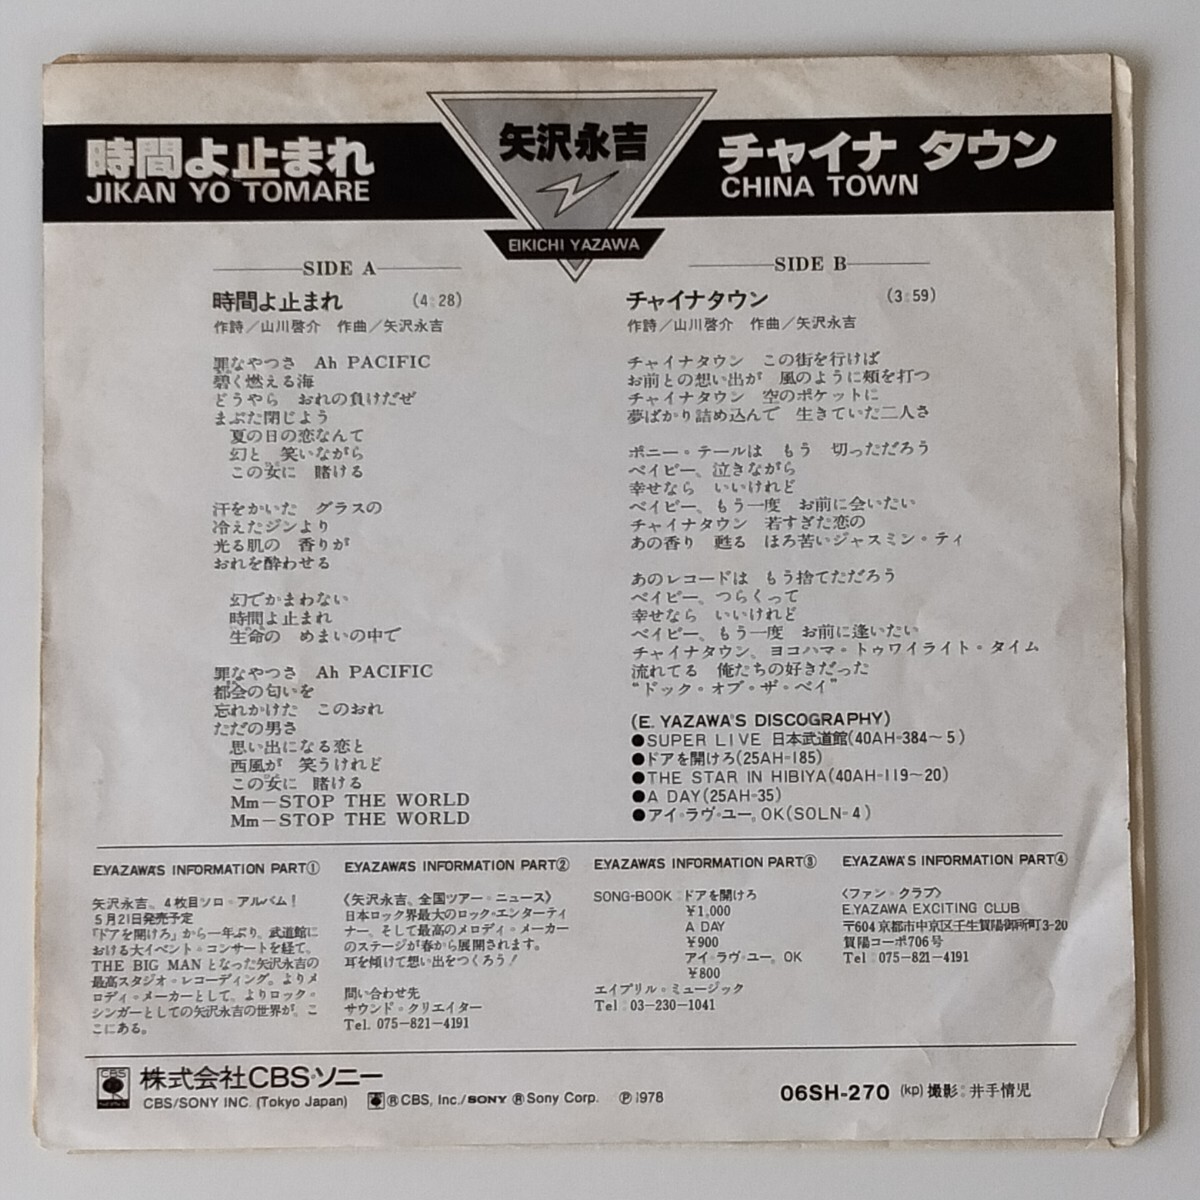 時間よ止まれ
JIKAN YO TOMARE
矢沢永吉
EIKICHI YAZAWA
チャイナ タウン
CHINA TOWN
SIDE A
時間よ止まれ (4:28)
作詩/山川啓介 作曲/矢沢永吉
罪なやつさ Ah PACIFIC
碧く燃える海
どうやら おれの負けだぜ
まぶた閉じよう
夏の日の恋なんて
幻と 笑いながら
この女に 賭ける
汗をかいた グラスの
冷えたジンより
光る肌の 香りが
おれを酔わせる
幻でかまわない
時間よ止まれ
生命の めまいの中で
罪なやつさ Ah PACIFIC
都会の匂いを
忘れかけた このおれ
ただの男さ
思い出になる恋と
西風が 笑うけれど
この女に 賭ける
Mm-STOP THE WORLD
Mm-STOP THE WORLD
SIDE B
チャイナタウン (3:59)
作詩/山川啓介 作曲/矢沢永吉
チャイナタウン この街を行けば
お前との想い出が 風のように頰を打つ
チャイナタウン 空のポケットに
夢ばかり詰め込んで 生きていた二人さ
ポニー・テールは もう 切っただろう
ベイビー、泣きながら
幸せなら いいけれど
ベイビー、もう一度 お前に会いたい
チャイナタウン 若すぎた恋の
あの香り 甦る ほろ苦いジャスミン・ティ
あのレコードは もう捨てただろう
ベイビー、つらくって
幸せなら いいけれど
ベイビー、もう一度 お前に逢いたい
チャイナタウン、ヨコハマ・トゥワイライト・タイム
流れてる 俺たちの好きだった
“ドック・オブ・ザ・ベイ”
(E. YAZAWA'S DISCOGRAPHY)
●SUPER LIVE 日本武道館(40AH-384~5)
●ドアを開けろ(25AH-185)
●THE STAR IN HIBIYA(40AH-119~20)
●A DAY(25AH-35)
●アイ・ラヴ・ユー, OK(SOLN-4)
E.YAZAWA'S INFORMATION PART①
矢沢永吉、4枚目ソロ・アルバム!
5月21日発売予定
「ドアを開けろ」から一年ぶり、武道館に
おける大イベント・コンサートを経て、
THE BIG MANとなった矢沢永吉の
最高スタジオ・レコーディング。よりメ
ロディ・メーカーとして、よりロック・
シンガーとしての矢沢永吉の世界が、こ
こにある。
E.YAZAWA'S INFORMATION PART②
〈矢沢永吉、全国ツアー・ニュース〉
日本ロック界最大のロック・エンターティ
ナー、そして最高のメロディ・メーカー
のステージが春から展開されます。
耳を傾けて想い出をつくろう!
問い合わせ先
サウンド・クリエイター
Tel. 075-821-4191
E.YAZAWA'S INFORMATION PART③
SONG-BOOK:ドアを開けろ
¥1,000
A DAY
¥900
アイ・ラヴ・ユー, OK
¥800
エイプリル・ミュージック
Tel:03-230-1041
E.YAZAWA'S INFORMATION PART④
〈ファン・クラブ〉
E.YAZAWA EXCITING CLUB
〒604 京都市中京区壬生賀陽御所町3-20
賀陽コーポ706号
Tel:075-821-4191
CBS
株式会社CBS・ソニー
CBS/SONY INC. (Tokyo Japan) ®CBS, Inc./SONY ®Sony Corp. Ⓟ1978
06SH-270 (kp) 撮影:井手情児